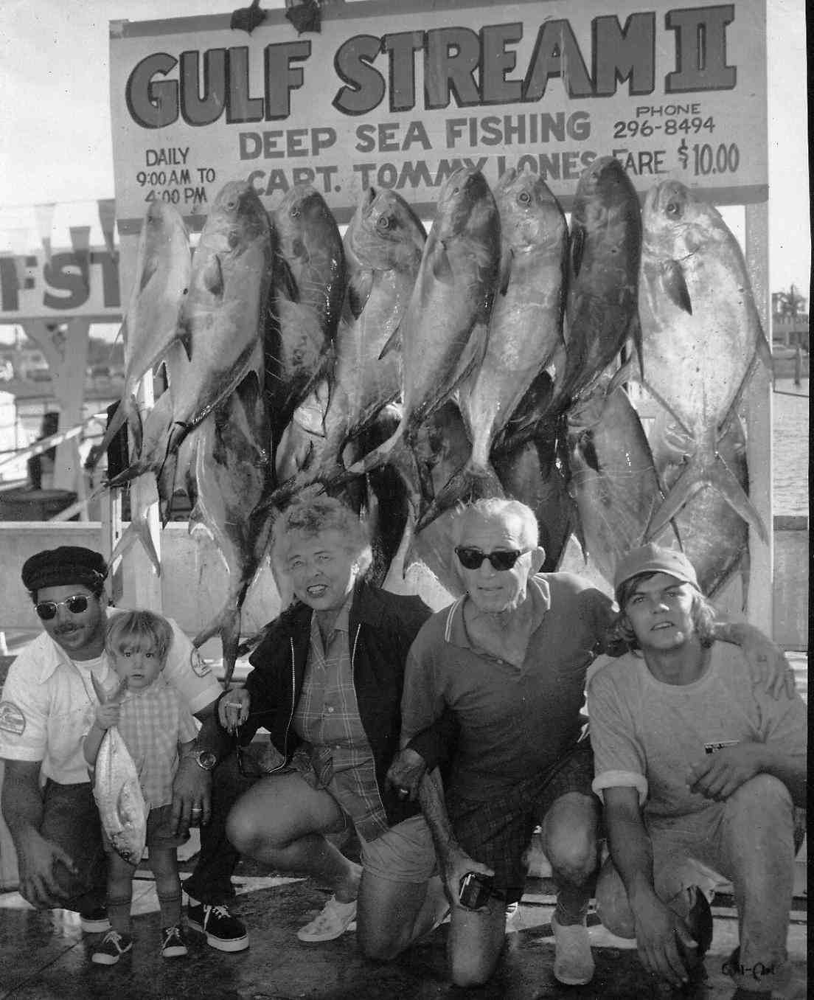 GULF STREAM II
DEEP SEA FISHING
PHONE
296-8494
DAILY
9:00 AM TO
4:00 PM
CAPT. TOMMY LONES
FARE $10.00